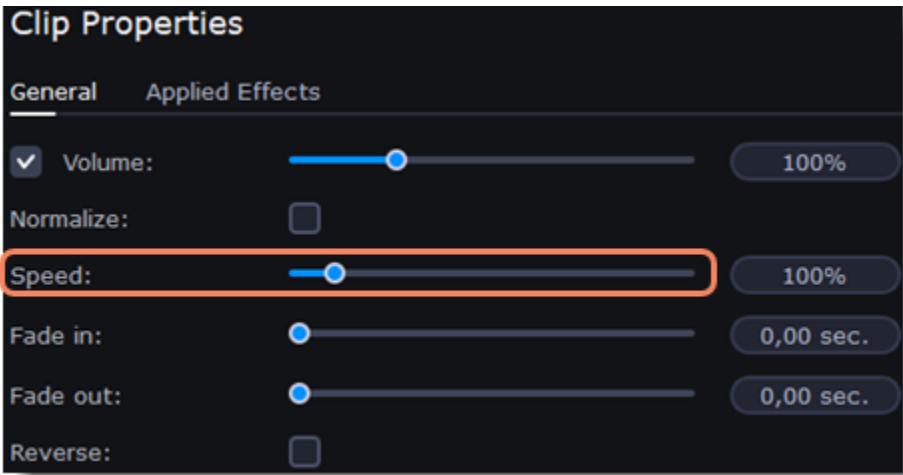 Clip Properties
General Applied Effects
Volume: 100%
Normalize:
Speed: 100%
Fade in: 0,00 sec.
Fade out: 0,00 sec.
Reverse: